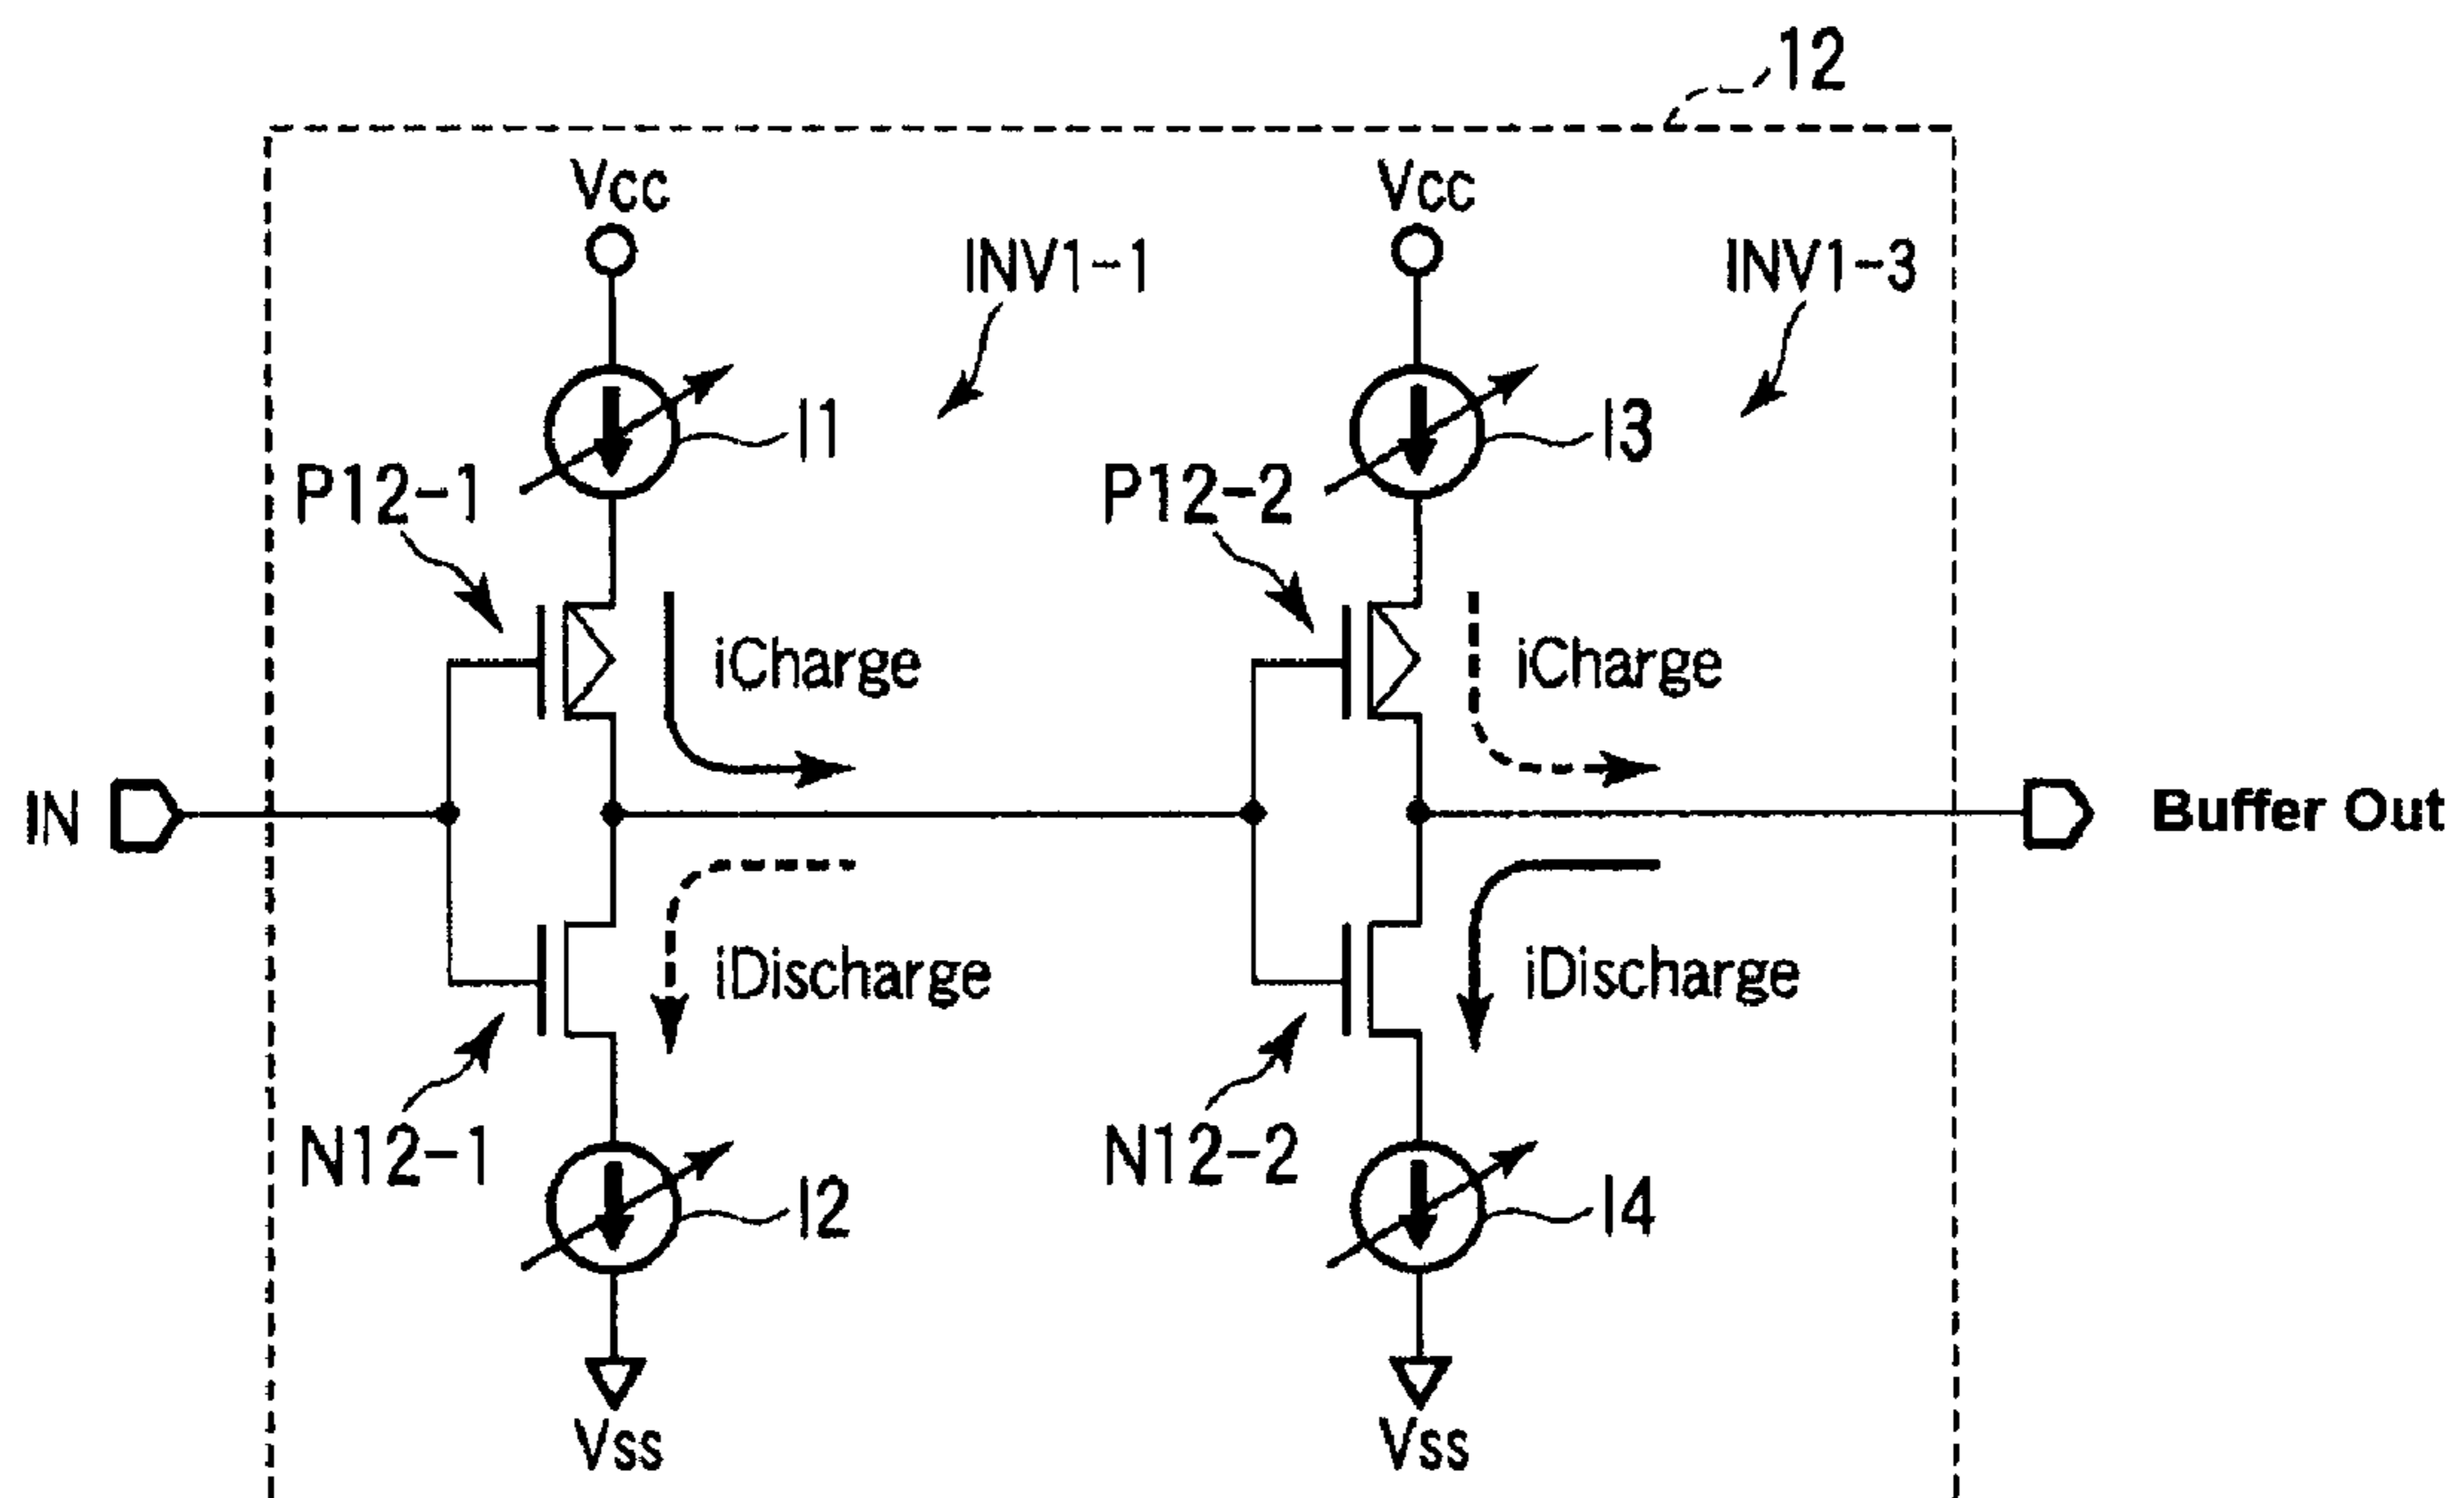 12
Vcc
Vcc
INV1-1
INV1-3
I1
I3
P12-1
P12-2
iCharge
iCharge
IN
Buffer Out
iDischarge
iDischarge
N12-1
N12-2
I2
I4
Vss
Vss